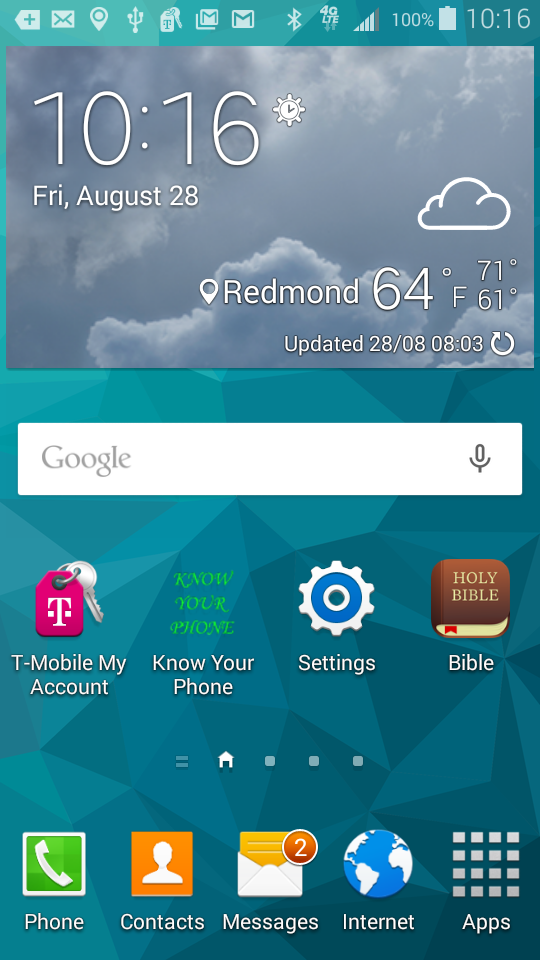 4G LTE 100% 10:16
10:16
Fri, August 28
Redmond 64° F 71° 61°
Updated 28/08 08:03
Google
T
KNOW
YOUR
PHONE
HOLY
BIBLE
T-Mobile My
Account
Know Your
Phone
Settings
Bible
2
Phone
Contacts
Messages
Internet
Apps